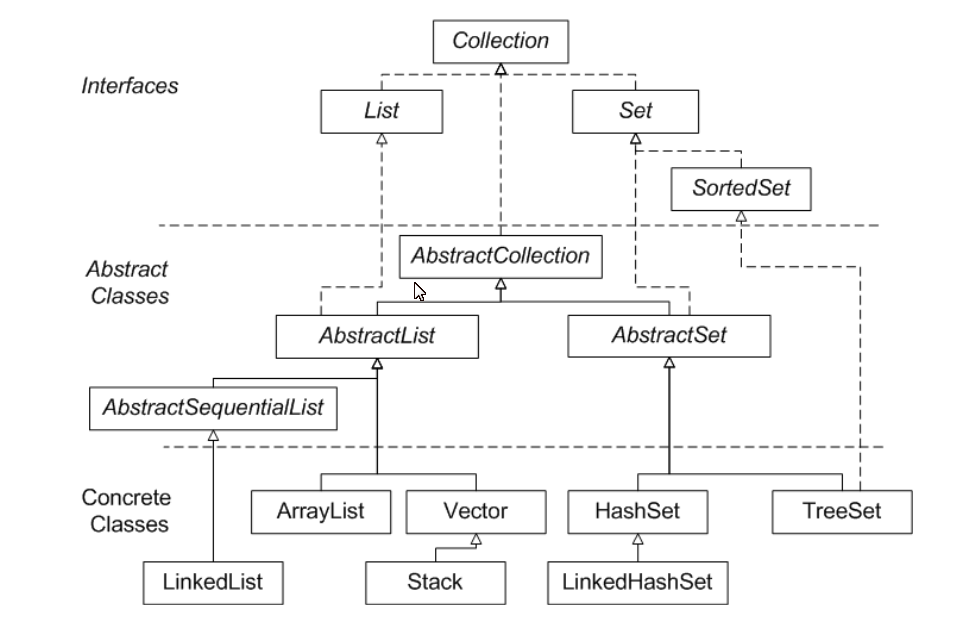 Collection
Interfaces
List
Set
SortedSet
AbstractCollection
Abstract
Classes
AbstractList
AbstractSet
AbstractSequentialList
Concrete
Classes
ArrayList
Vector
HashSet
TreeSet
LinkedList
Stack
LinkedHashSet